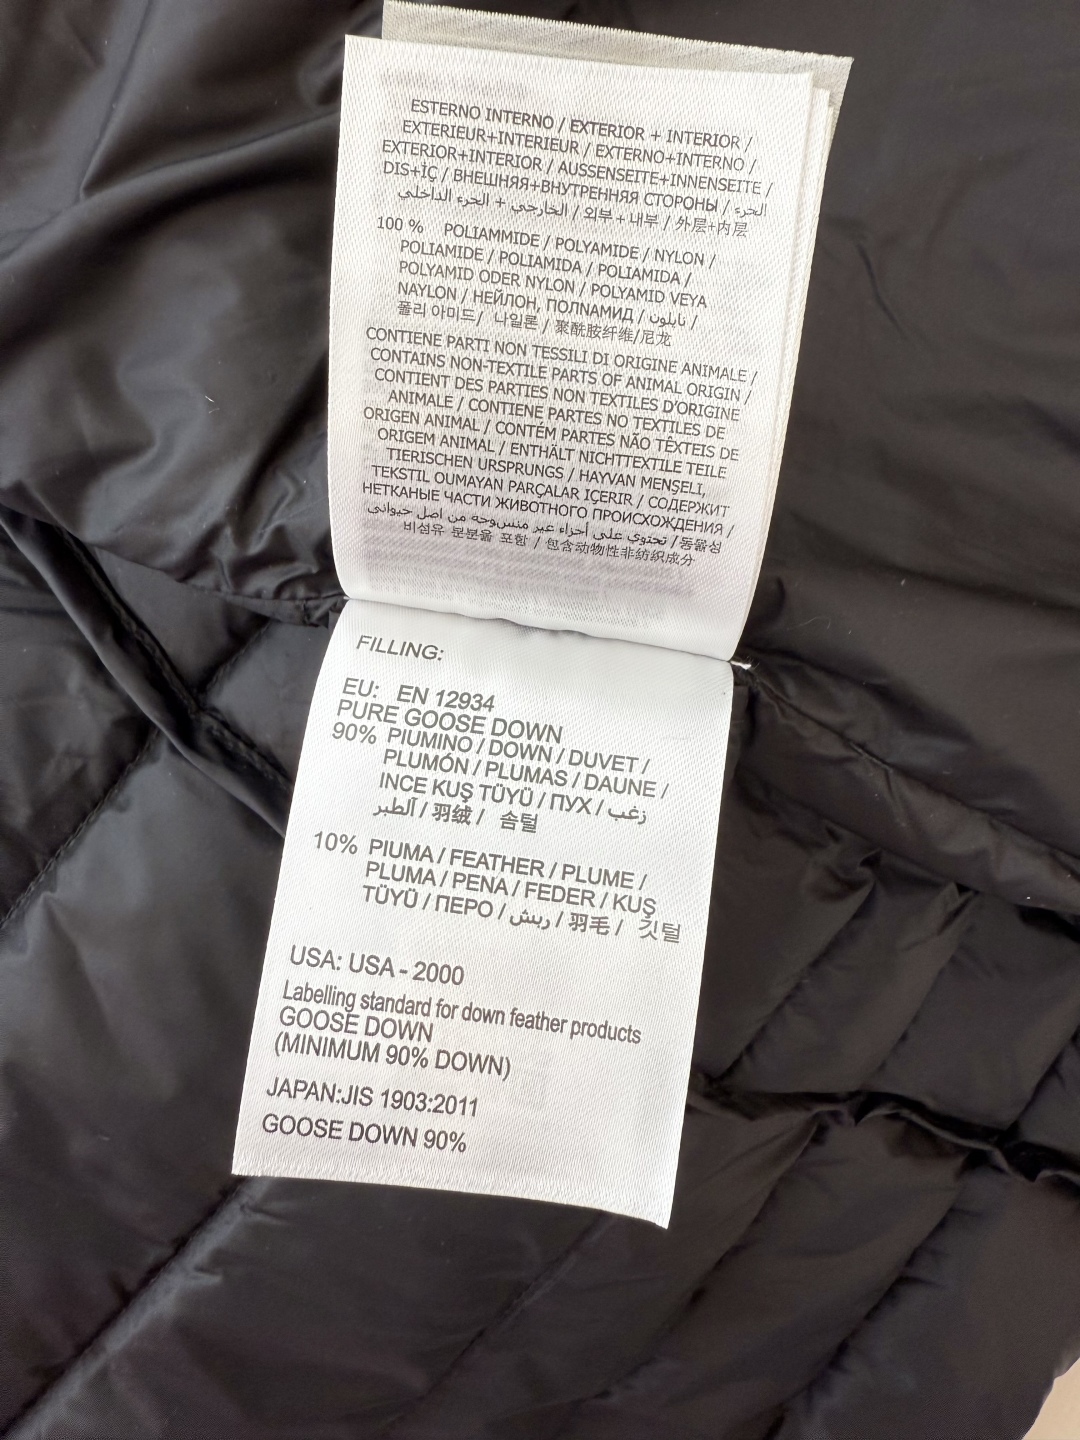 ESTERNO INTERNO / EXTERIOR + INTERIOR /
EXTERIEUR+INTERIEUR / EXTERNO+INTERNO /
EXTERIOR+INTERIOR / AUSSENSEITE+INNENSEITE /
DIS+İÇ / ВНЕШНЯЯ+ВНУТРЕННЯЯ СТОРОНЫ / الجزء
الخارجي + الجزء الداخلي / 외부+내부 / 外层+内层
100 % POLIAMMIDE / POLYAMIDE / NYLON /
POLIAMIDE / POLIAMIDA / POLIAMIDA /
POLYAMID ODER NYLON / POLYAMID VEYA
NAYLON / НЕЙЛОН, ПОЛNАМИД / نايلون /
폴리 아미드/ 나일론 / 聚酰胺纤维/尼龙
CONTIENE PARTI NON TESSILI DI ORIGINE ANIMALE /
CONTAINS NON-TEXTILE PARTS OF ANIMAL ORIGIN /
CONTIENT DES PARTIES NON TEXTILES D'ORIGINE
ANIMALE / CONTIENE PARTES NO TEXTILES DE
ORIGEN ANIMAL / CONTÉM PARTES NÃO TÊXTEIS DE
ORIGEM ANIMAL / ENTHÄLT NICHTTEXTILE TEILE
TIERISCHEN URSPRUNGS / HAYVAN MENŞELİ,
TEKSTIL OUMAYAN PARÇALAR IÇERIR / СОДЕРЖИТ
НЕТКАНЫЕ ЧАСТИ ЖИВОТНОГО ПРОИСХОЖДЕНИЯ /
تحتوي على أجزاء غير منسوجه من اصل حيوانى / 동물성
비섬유 부분을 포함 / 包含动物性非纺织成分
FILLING:
EU: EN 12934
PURE GOOSE DOWN
90% PIUMINO / DOWN / DUVET /
PLUMÓN / PLUMAS / DAUNE /
INCE KUŞ TÜYÜ / ПУХ / زغب
الطير / 羽绒 / 솜털
10% PIUMA / FEATHER / PLUME /
PLUMA / PENA / FEDER / KUŞ
TÜYÜ / ПЕРО / ريش / 羽毛 / 깃털
USA: USA - 2000
Labelling standard for down feather products
GOOSE DOWN
(MINIMUM 90% DOWN)
JAPAN:JIS 1903:2011
GOOSE DOWN 90%